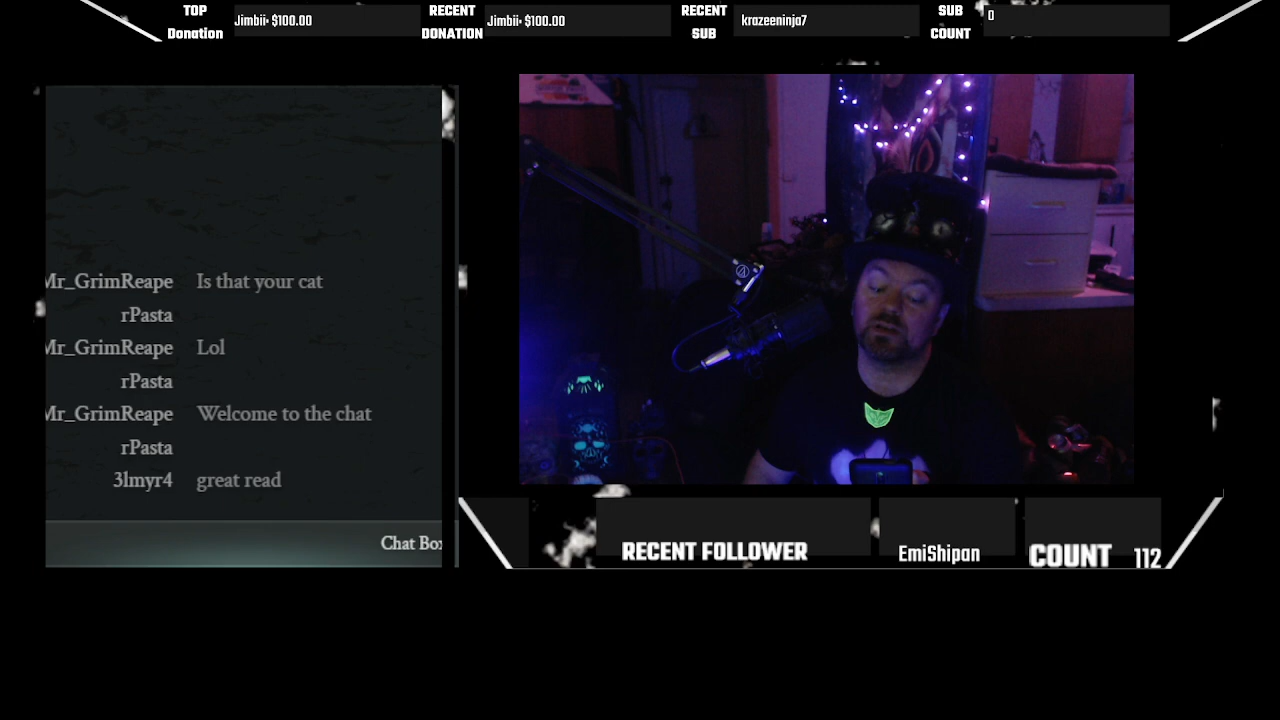 TOP
Donation
Jimbii• $100.00
RECENT
DONATION
Jimbii• $100.00
RECENT
SUB
krazeeninja7
SUB
COUNT
0
Mr_GrimReape
rPasta
Is that your cat
Mr_GrimReape
rPasta
Lol
Mr_GrimReape
rPasta
Welcome to the chat
3lmyr4
great read
Chat Box
RECENT FOLLOWER
EmiShipan
COUNT
112